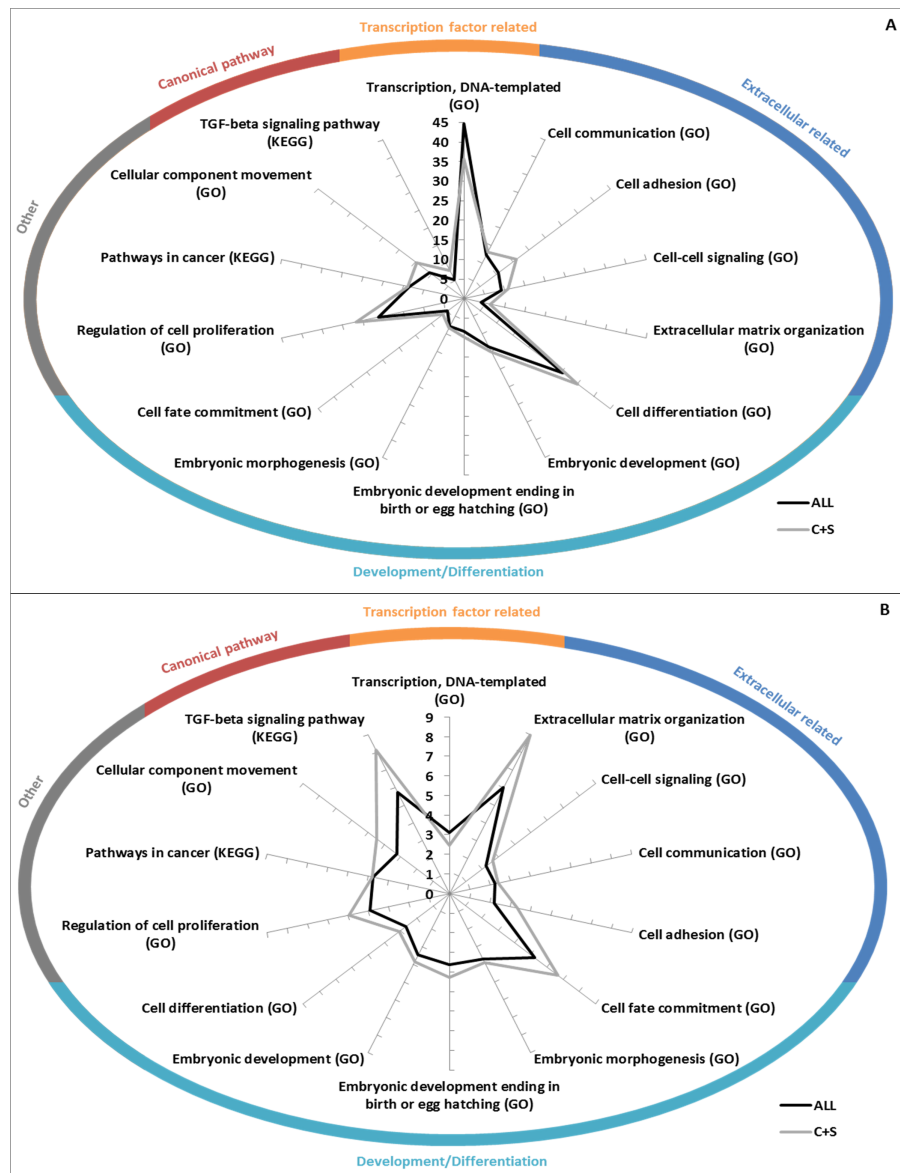 A
Transcription factor related
Canonical pathway
Extracellular related
Other
Development/Differentiation
Transcription, DNA-templated
(GO)
TGF-beta signaling pathway
(KEGG)
Cell communication (GO)
Cellular component movement
(GO)
Cell adhesion (GO)
Pathways in cancer (KEGG)
Cell-cell signaling (GO)
Regulation of cell proliferation
(GO)
Extracellular matrix organization
(GO)
Cell fate commitment (GO)
Cell differentiation (GO)
Embryonic morphogenesis (GO)
Embryonic development (GO)
Embryonic development ending in
birth or egg hatching (GO)
45
40
35
30
25
20
15
10
5
0
ALL
C+S
B
Transcription factor related
Canonical pathway
Extracellular related
Other
Development/Differentiation
Transcription, DNA-templated
(GO)
TGF-beta signaling pathway
(KEGG)
Extracellular matrix organization
(GO)
Cellular component movement
(GO)
Cell-cell signaling (GO)
Pathways in cancer (KEGG)
Cell communication (GO)
Regulation of cell proliferation
(GO)
Cell adhesion (GO)
Cell differentiation (GO)
Cell fate commitment (GO)
Embryonic development (GO)
Embryonic morphogenesis (GO)
Embryonic development ending in
birth or egg hatching (GO)
9
8
7
6
5
4
3
2
1
0
ALL
C+S